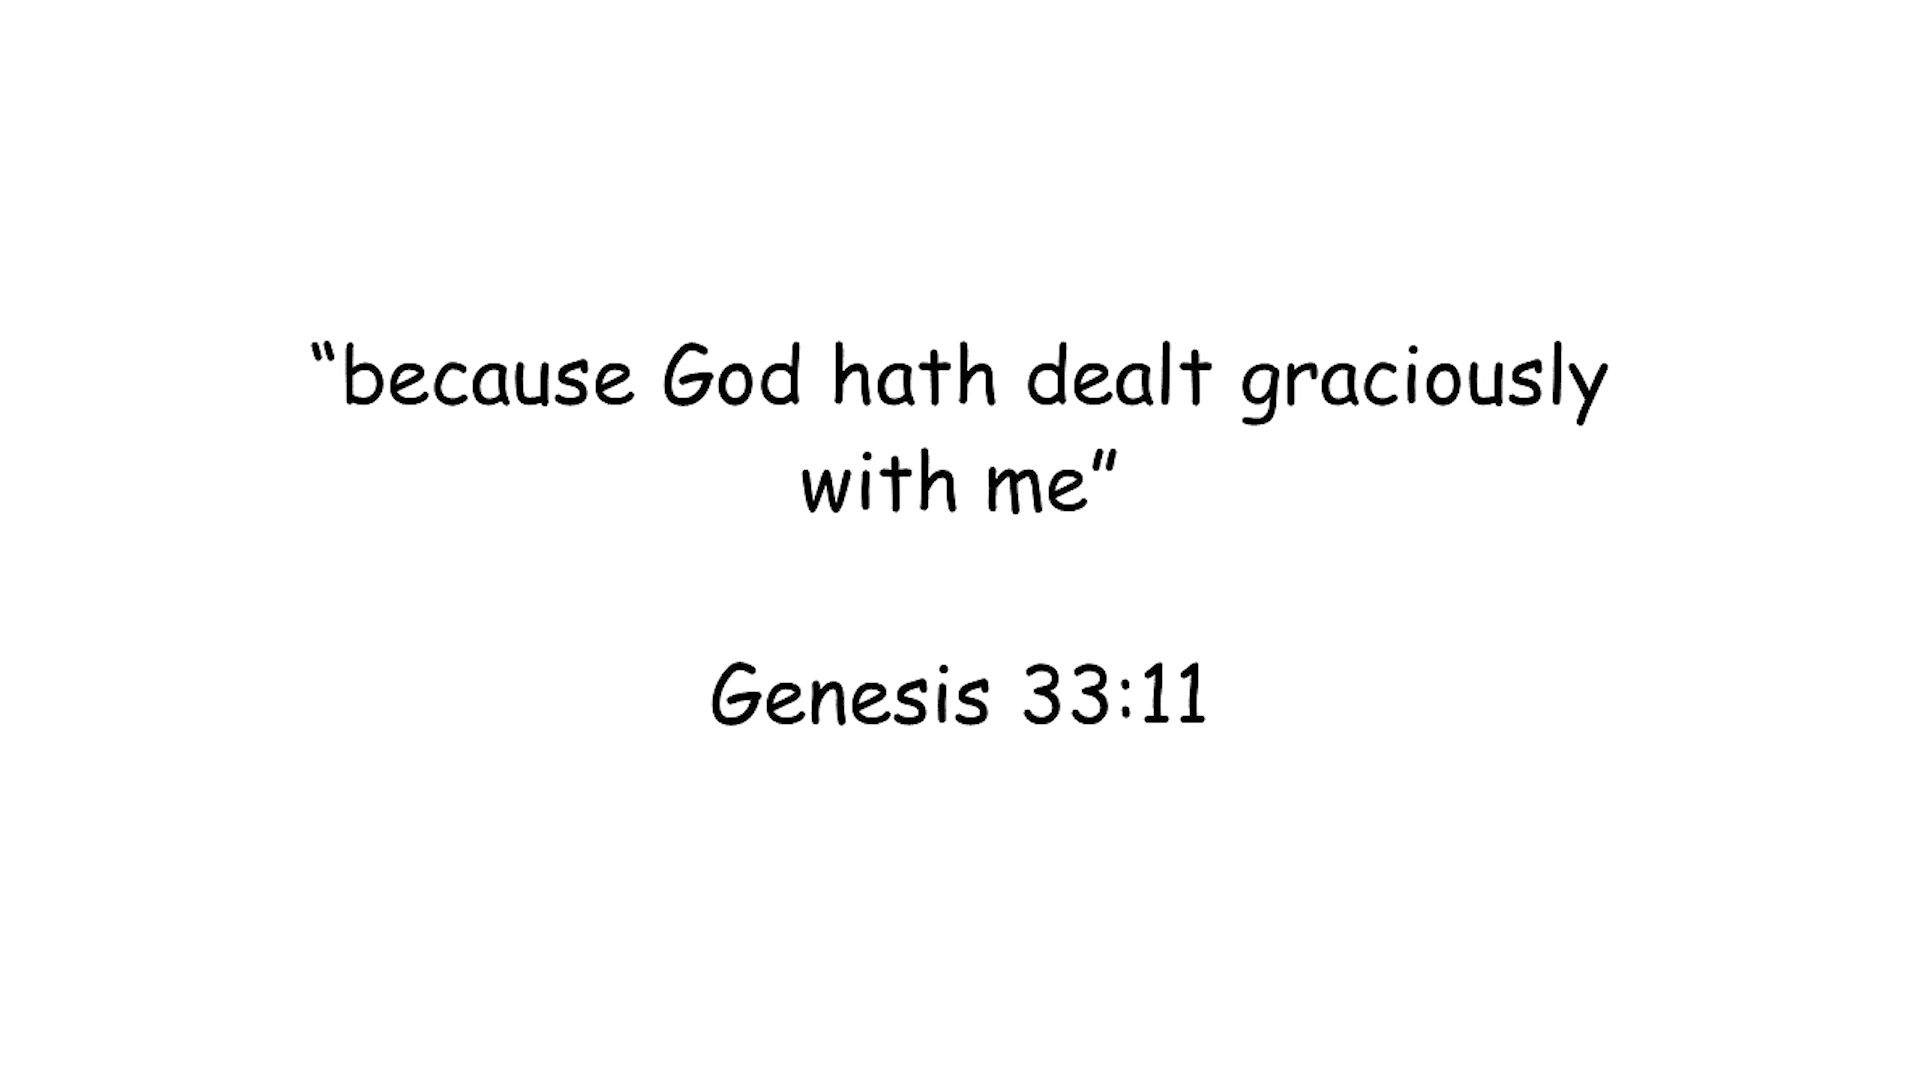 “because God hath dealt graciously
with me”
Genesis 33:11